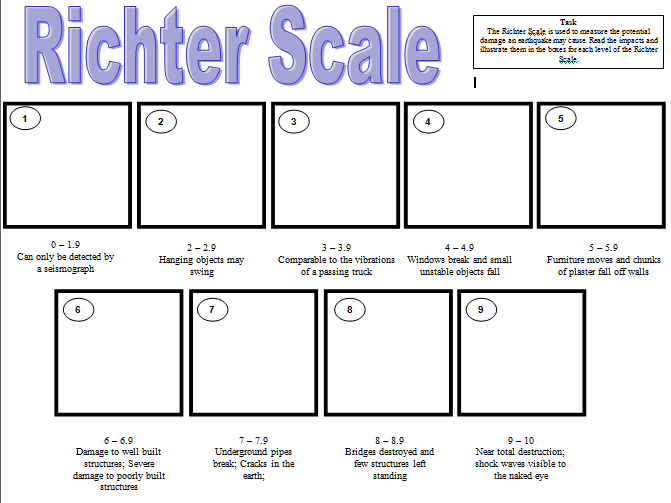 Richter Scale
Task
The Richter Scale is used to measure the potential
damage an earthquake may cause. Read the impacts and
illustrate them in the boxes for each level of the Richter
Scale.
1
2
3
4
5
0 – 1.9
Can only be detected by
a seismograph
2 – 2.9
Hanging objects may
swing
3 – 3.9
Comparable to the vibrations
of a passing truck
4 – 4.9
Windows break and small
unstable objects fall
5 – 5.9
Furniture moves and chunks
of plaster fall off walls
6
7
8
9
6 – 6.9
Damage to well built
structures; Severe
damage to poorly built
structures
7 – 7.9
Underground pipes
break; Cracks in the
earth;
8 – 8.9
Bridges destroyed and
few structures left
standing
9 – 10
Near total destruction;
shock waves visible to
the naked eye